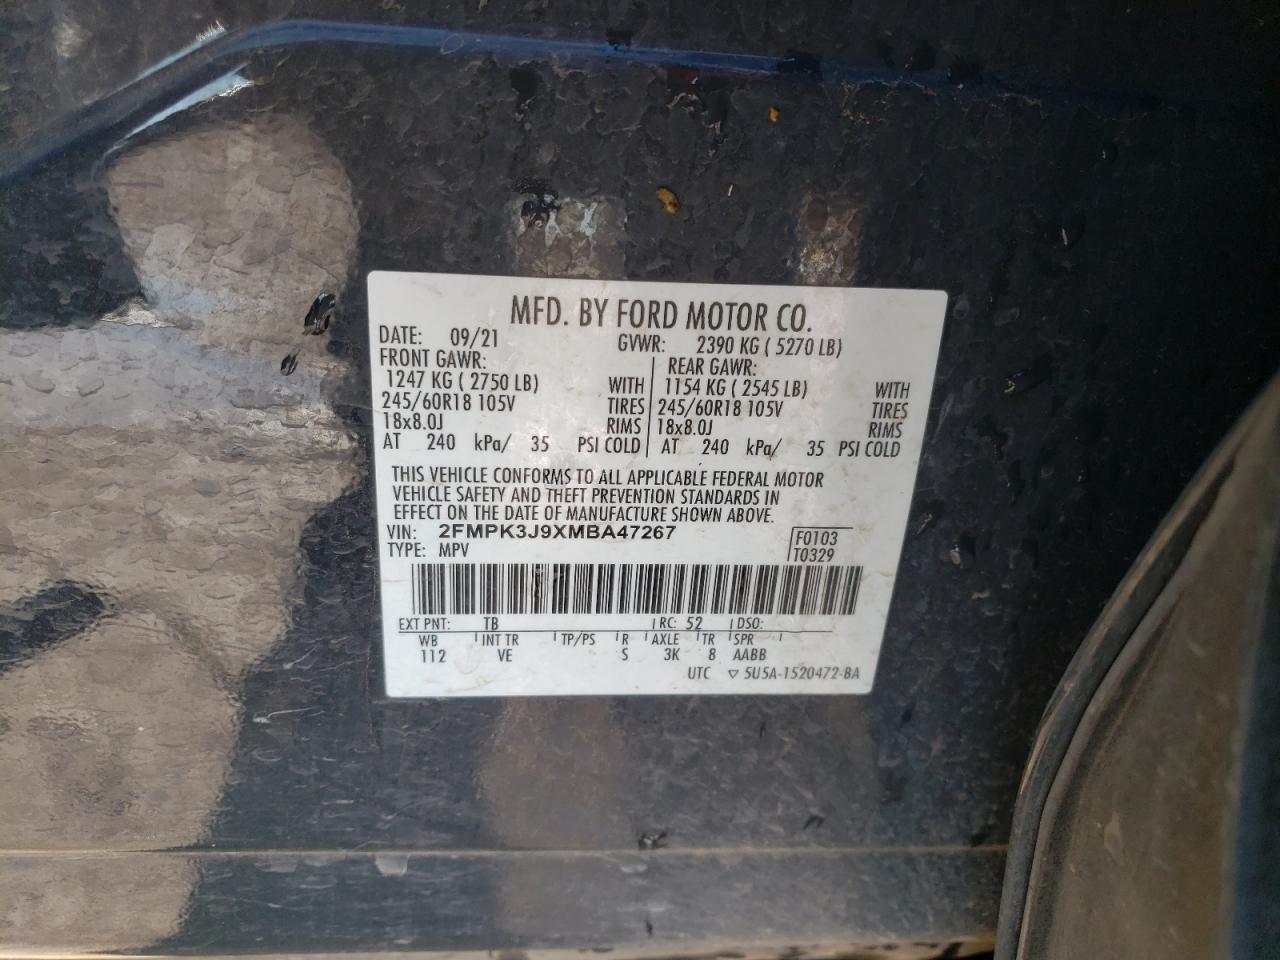 MFD. BY FORD MOTOR CO.
DATE: 09/21 GVWR: 2390 KG ( 5270 LB)
FRONT GAWR: REAR GAWR:
1247 KG ( 2750 LB) WITH 1154 KG ( 2545 LB) WITH
245/60R18 105V TIRES 245/60R18 105V TIRES
18x8.0J RIMS 18x8.0J RIMS
AT 240 kPa/ 35 PSI COLD AT 240 kPa/ 35 PSI COLD
THIS VEHICLE CONFORMS TO ALL APPLICABLE FEDERAL MOTOR
VEHICLE SAFETY AND THEFT PREVENTION STANDARDS IN
EFFECT ON THE DATE OF MANUFACTURE SHOWN ABOVE.
VIN: 2FMPK3J9XMBA47267 F0103
TYPE: MPV T0329
EXT PNT: TB RC: 52 DSO:
WB INT TR TP/PS R AXLE TR SPR
112 VE S 3K 8 AABB
UTC ▽ 5U5A-1520472-BA